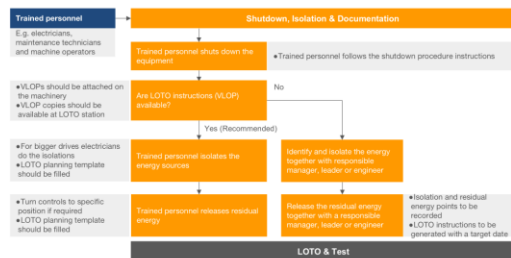 Trained personnel
Shutdown, Isolation & Documentation
E.g. electricians,
maintenance technicians
and machine operators
Trained personnel shuts down the
equipment
●Trained personnel follows the shutdown procedure instructions
●VLOPs should be attached on
the machinery
●VLOP copies should be
available at LOTO station
Are LOTO instructions (VLOP)
available?
No
Yes (Recommended)
●For bigger drives electricians
do the isolations
●LOTO planning template
should be filled
Trained personnel isolates the
energy sources
Identify and isolate the energy
together with responsible
manager, leader or engineer
●Turn controls to specific
position if required
●LOTO planning template
should be filled
Trained personnel releases residual
energy
Release the residual energy
together with a responsible
manager, leader or engineer
●Isolation and residual
energy points to be
recorded
●LOTO instructions to be
generated with a target date
LOTO & Test